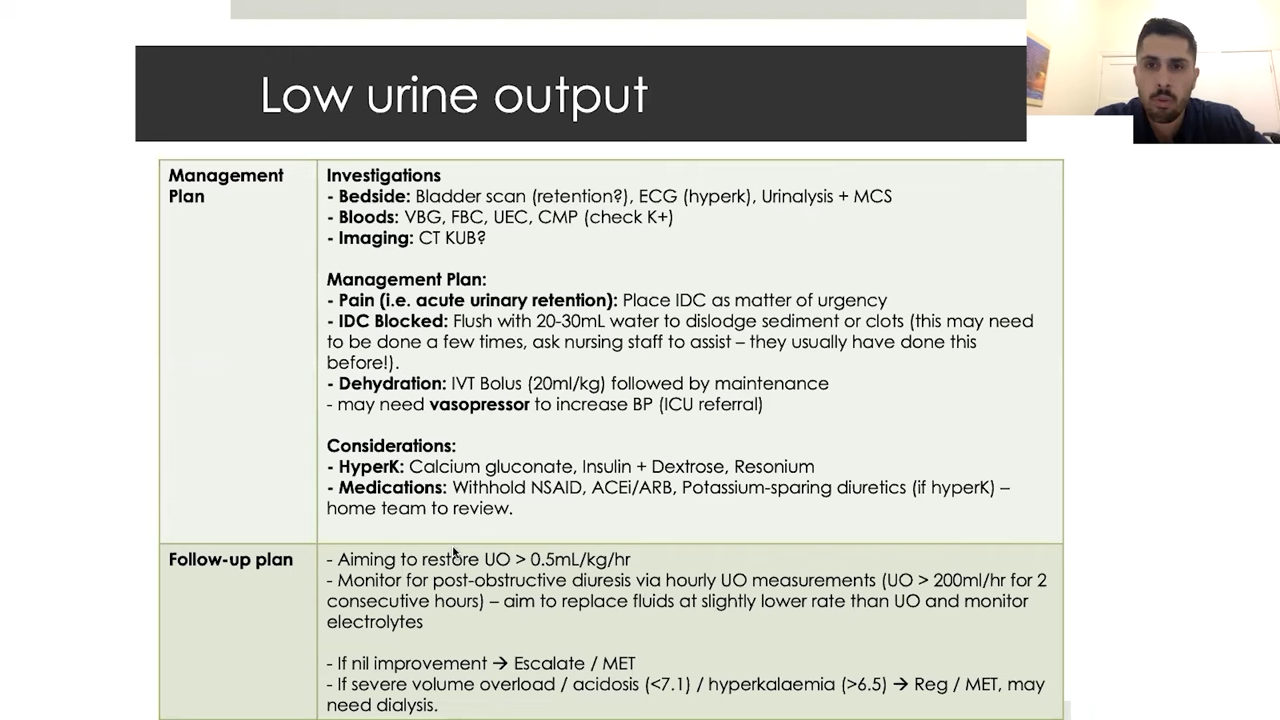 Low urine output
Management
Plan
Investigations
- Bedside: Bladder scan (retention?), ECG (hyperk), Urinalysis + MCS
- Bloods: VBG, FBC, UEC, CMP (check K+)
- Imaging: CT KUB?
Management Plan:
- Pain (i.e. acute urinary retention): Place IDC as matter of urgency
- IDC Blocked: Flush with 20-30mL water to dislodge sediment or clots (this may need
to be done a few times, ask nursing staff to assist – they usually have done this
before!).
- Dehydration: IVT Bolus (20ml/kg) followed by maintenance
- may need vasopressor to increase BP (ICU referral)
Considerations:
- HyperK: Calcium gluconate, Insulin + Dextrose, Resonium
- Medications: Withhold NSAID, ACEi/ARB, Potassium-sparing diuretics (if hyperK) –
home team to review.
Follow-up plan
- Aiming to restore UO > 0.5mL/kg/hr
- Monitor for post-obstructive diuresis via hourly UO measurements (UO > 200ml/hr for 2
consecutive hours) – aim to replace fluids at slightly lower rate than UO and monitor
electrolytes
- If nil improvement → Escalate / MET
- If severe volume overload / acidosis (<7.1) / hyperkalaemia (>6.5) → Reg / MET, may
need dialysis.